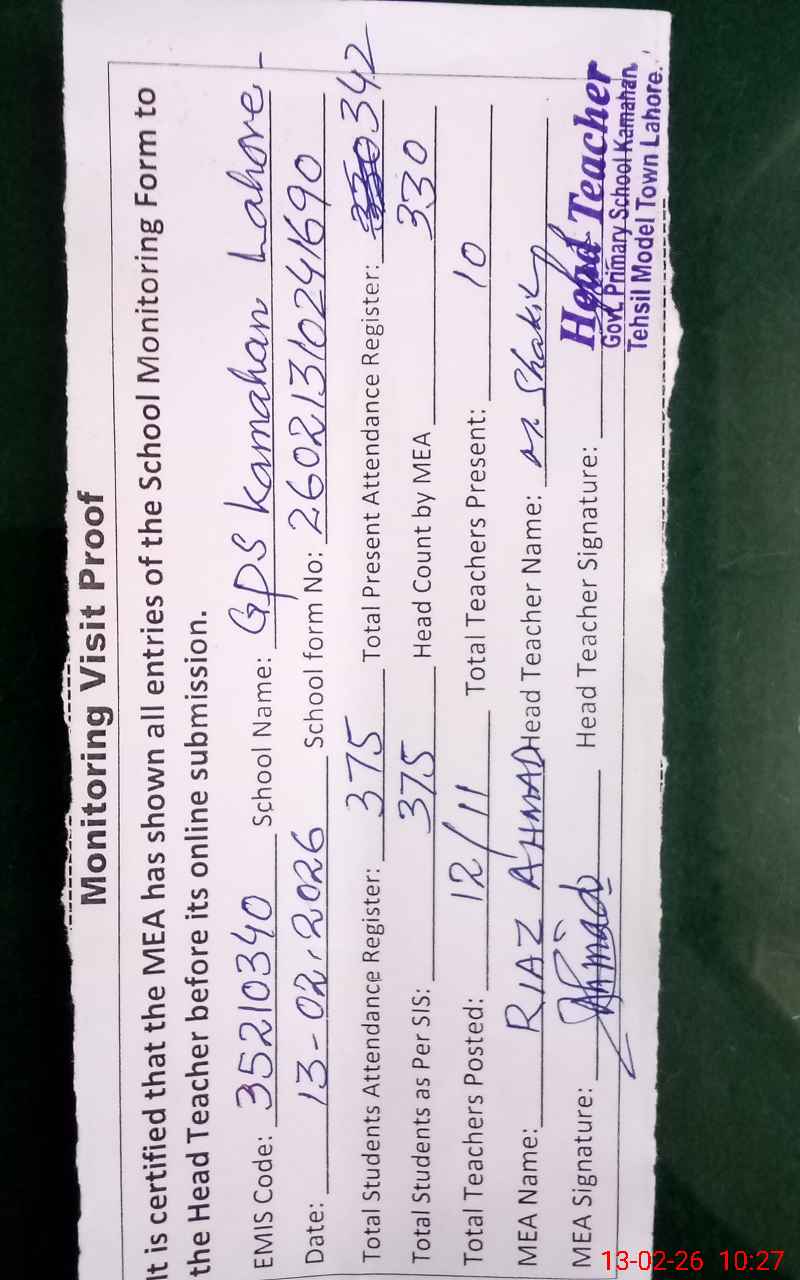 Monitoring Visit Proof
It is certified that the MEA has shown all entries of the School Monitoring Form to
the Head Teacher before its online submission.
EMIS Code: 35210340 School Name: GPS Kamahan Lahore
Date: 13-02-2026 School form No: 26021310241690
Total Students Attendance Register: 375 Total Present Attendance Register: 342
Total Students as Per SIS: 375 Head Count by MEA 330
Total Teachers Posted: 12/11 Total Teachers Present: 10
MEA Name: RIAZ AHMAD Head Teacher Name: M. Shakil
MEA Signature: Ahmad Head Teacher Signature:
Head Teacher
Govt. Primary School Kamahan,
Tehsil Model Town Lahore.
13-02-26 10:27